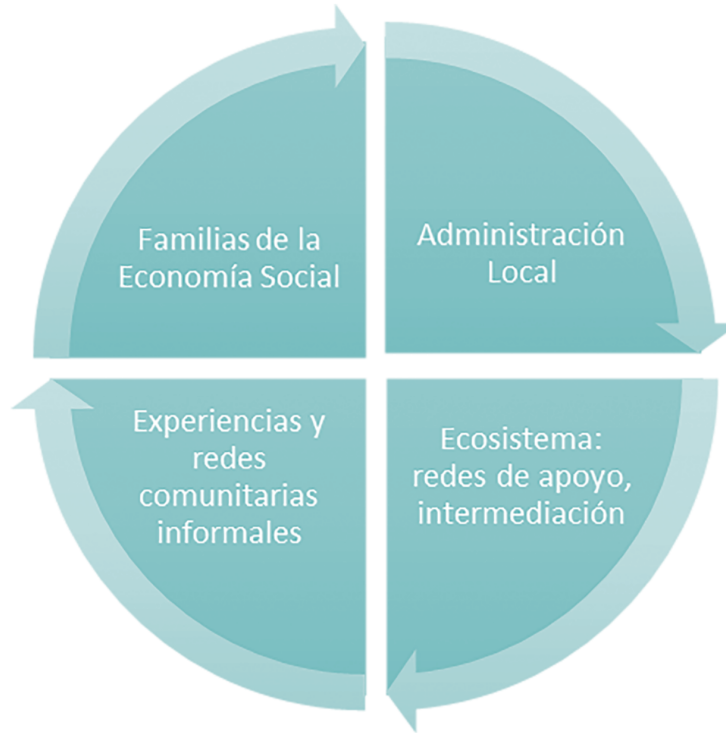 Familias de la
Economía Social
Administración
Local
Experiencias y
redes
comunitarias
informales
Ecosistema:
redes de apoyo,
intermediación